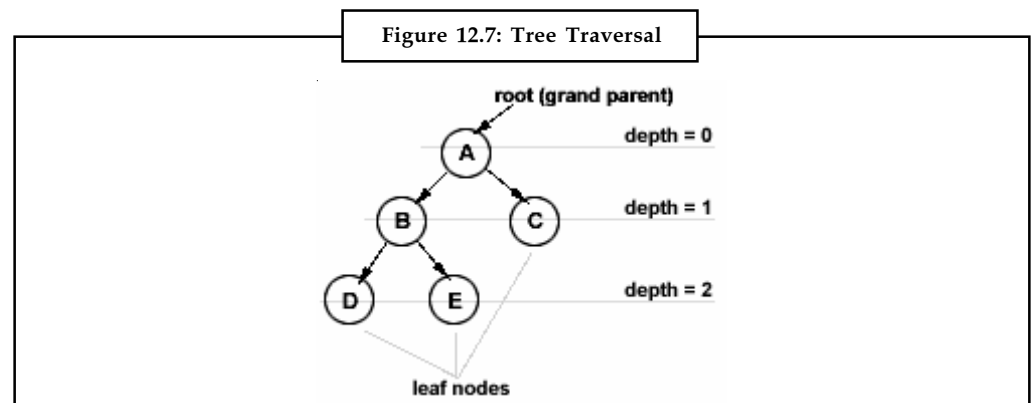 Figure 12.7: Tree Traversal
root (grand parent)
depth = 0
A
depth = 1
B
C
depth = 2
D
E
leaf nodes